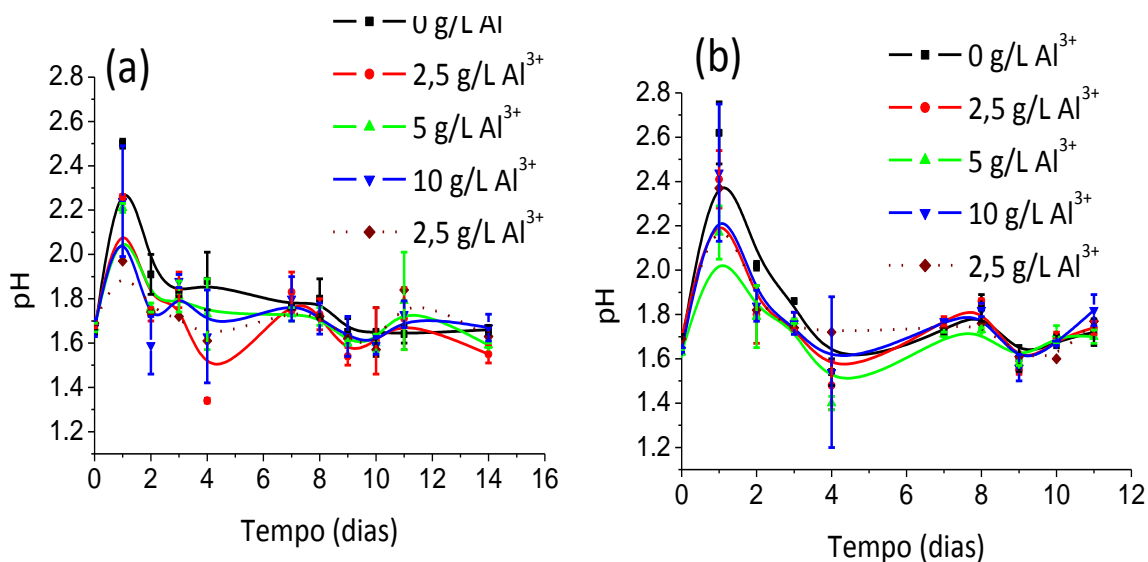 0 g/L Al
(a)
2,5 g/L Al³⁺
5 g/L Al³⁺
10 g/L Al³⁺
2,5 g/L Al³⁺
pH
2.8
2.6
2.4
2.2
2.0
1.8
1.6
1.4
1.2
0 2 4 6 8 10 12 14 16
Tempo (dias)
(b)
0 g/L Al³⁺
2,5 g/L Al³⁺
5 g/L Al³⁺
10 g/L Al³⁺
2,5 g/L Al³⁺
pH
2.8
2.6
2.4
2.2
2.0
1.8
1.6
1.4
1.2
0 2 4 6 8 10 12
Tempo (dias)